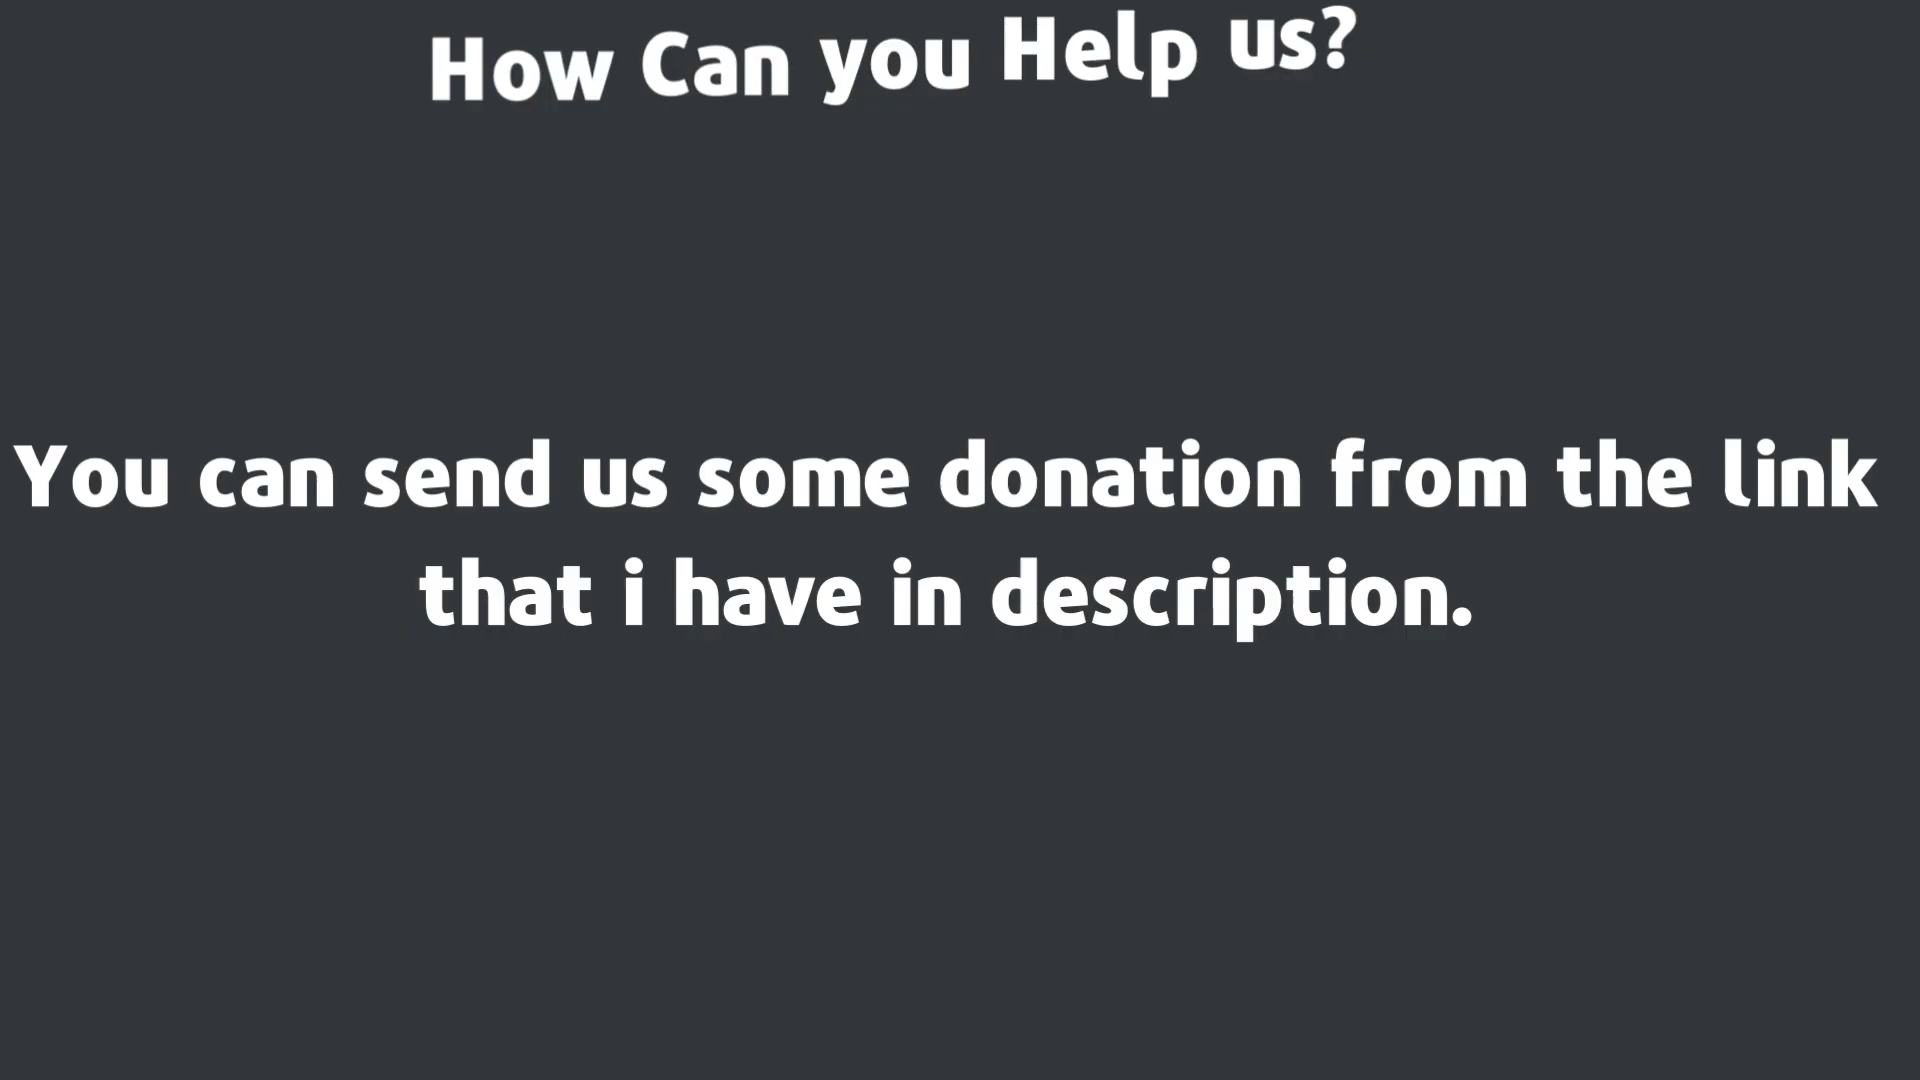 How Can you Help us?
You can send us some donation from the link
that i have in description.